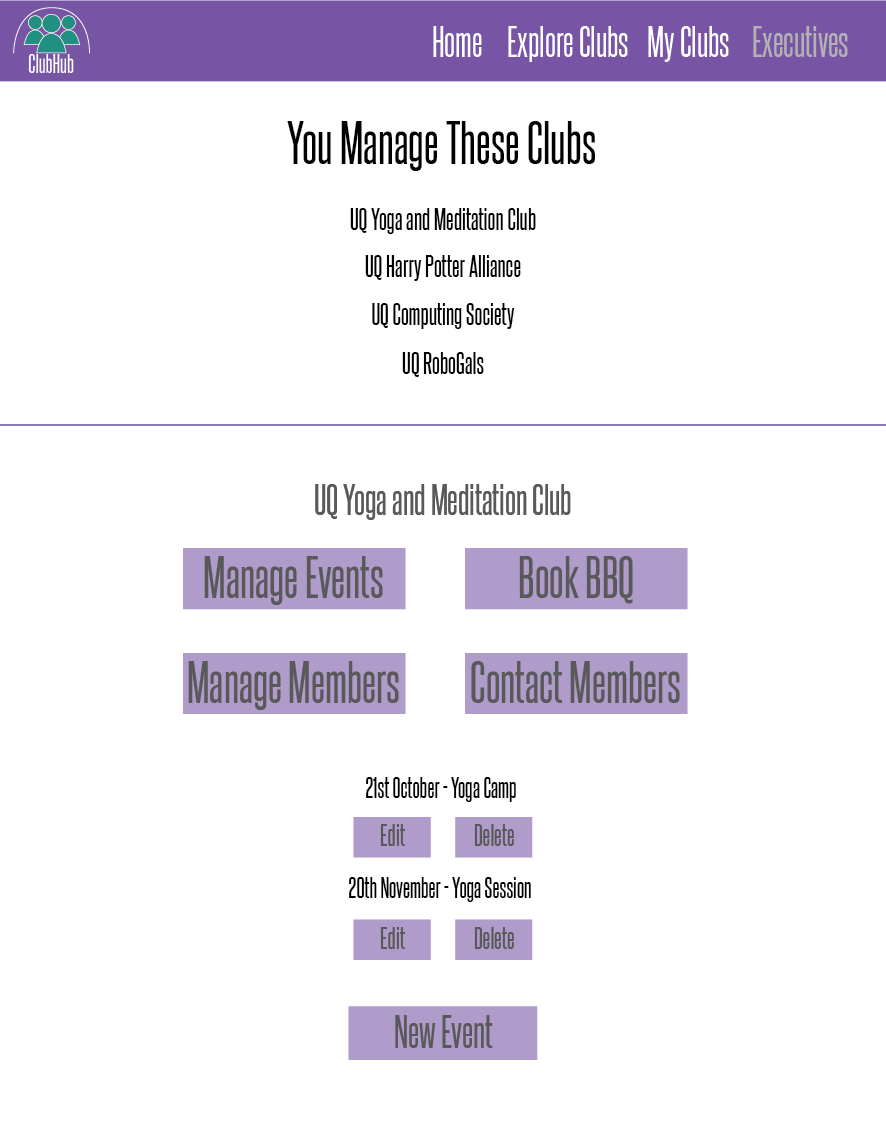 ClubHub
Home Explore Clubs My Clubs Executives
You Manage These Clubs
UQ Yoga and Meditation Club
UQ Harry Potter Alliance
UQ Computing Society
UQ RoboGals
UQ Yoga and Meditation Club
Manage Events Book BBQ
Manage Members Contact Members
21st October - Yoga Camp
Edit Delete
20th November - Yoga Session
Edit Delete
New Event